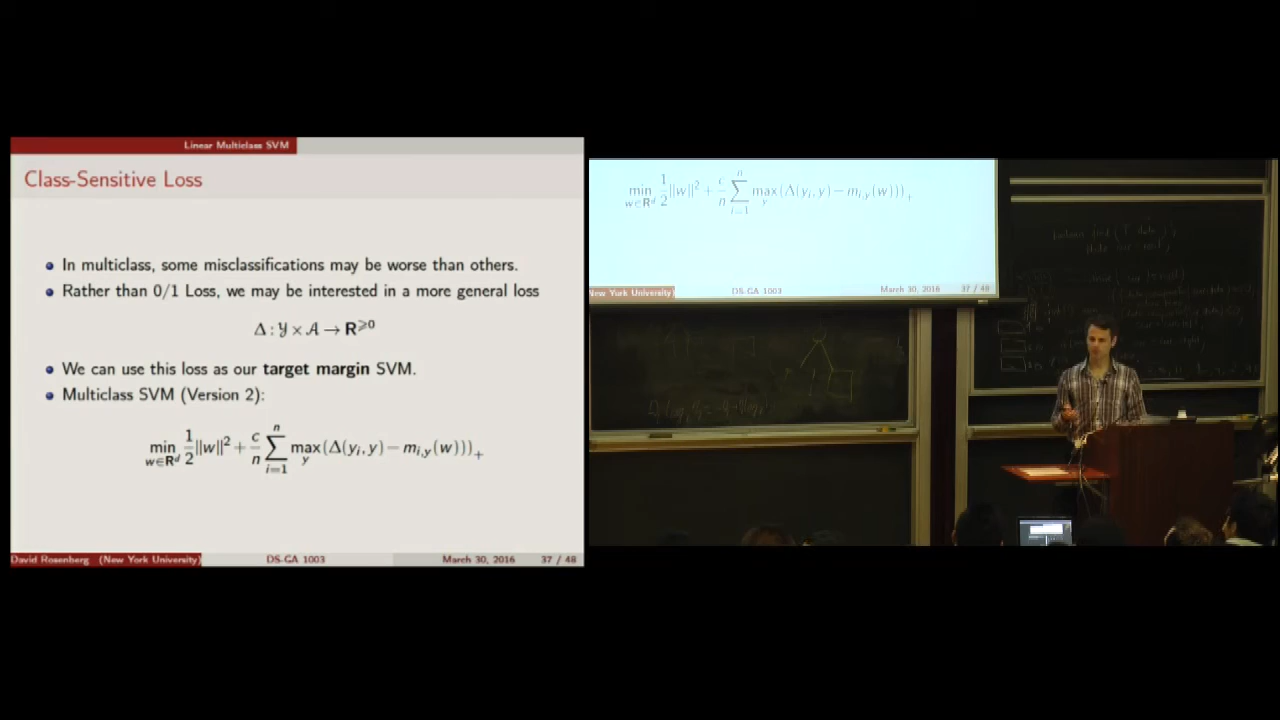 Linear Multiclass SVM
Class-Sensitive Loss
In multiclass, some misclassifications may be worse than others.
Rather than 0/1 Loss, we may be interested in a more general loss
Δ : 𝒴 × 𝒜 → R^{⩾0}
We can use this loss as our target margin SVM.
Multiclass SVM (Version 2):
min_{w∈R^d} 1/2 ||w||^2 + c/n ∑_{i=1}^{n} max_y (Δ(y_i, y) − m_{i,y}(w)))_+
David Rosenberg (New York University) DS-GA 1003 March 30, 2016 37 / 48
min_{w∈R^d} 1/2 ||w||^2 + c/n ∑_{i=1}^{n} max_y (Δ(y_i, y) − m_{i,y}(w)))_+
New York University) DS-GA 1003 March 30, 2016 37 / 48